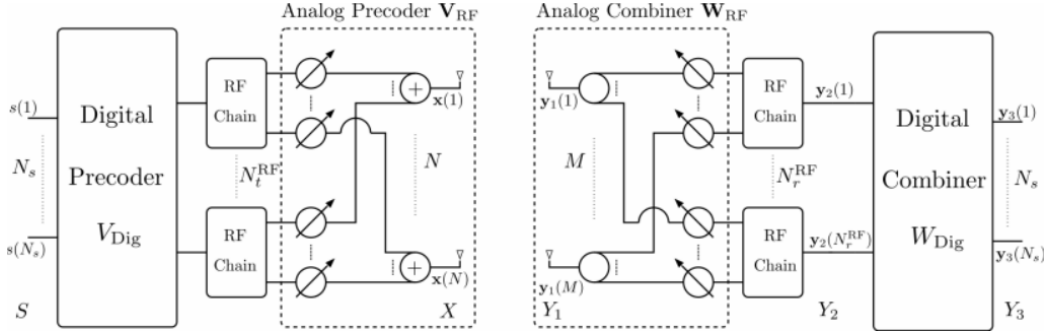 Analog Precoder V_RF
Analog Combiner W_RF
s(1)
N_s
s(N_s)
S
Digital
Precoder
V_Dig
RF
Chain
N_t^RF
RF
Chain
x(1)
N
x(N)
X
y_1(1)
M
y_1(M)
Y_1
RF
Chain
N_r^RF
RF
Chain
y_2(1)
y_2(N_r^RF)
Y_2
Digital
Combiner
W_Dig
y_3(1)
N_s
y_3(N_s)
Y_3